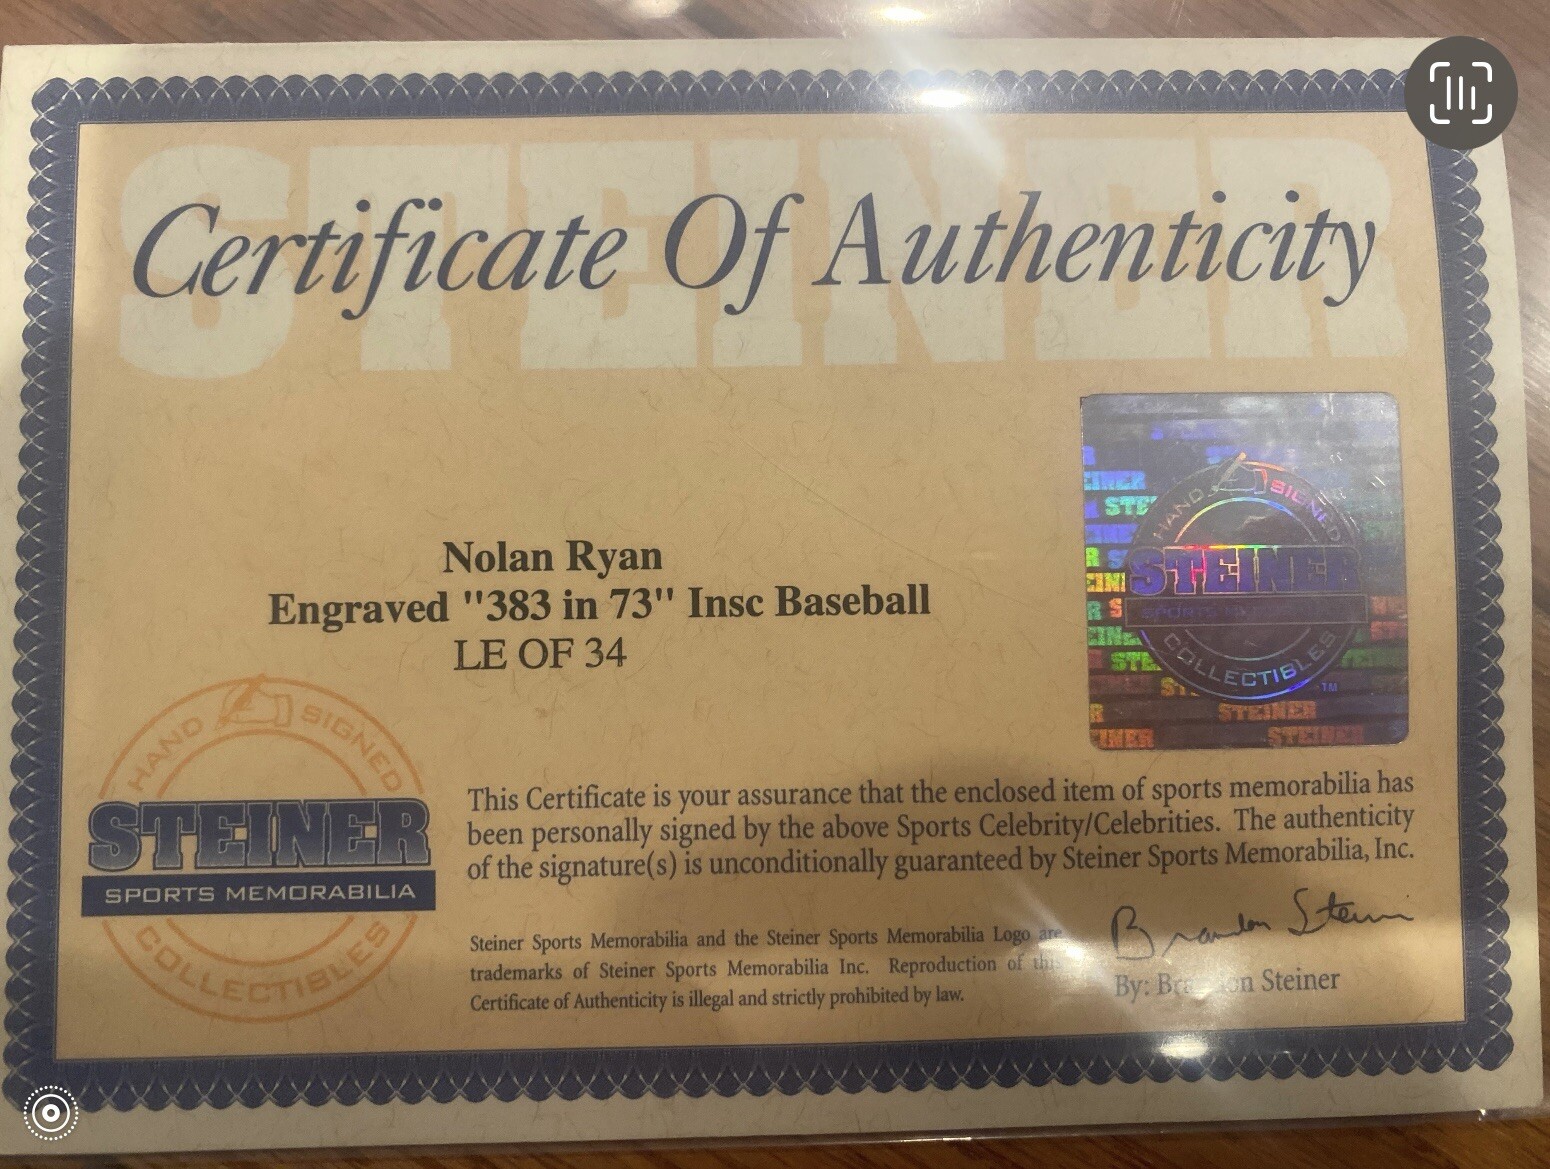 STEINER
Certificate Of Authenticity
Nolan Ryan
Engraved "383 in 73" Insc Baseball
LE OF 34
HAND SIGNED
STEINER
SPORTS
COLLECTIBLES
TM
STEINER
STEINER
HAND SIGNED
STEINER
SPORTS MEMORABILIA
COLLECTIBLES
This Certificate is your assurance that the enclosed item of sports memorabilia has
been personally signed by the above Sports Celebrity/Celebrities. The authenticity
of the signature(s) is unconditionally guaranteed by Steiner Sports Memorabilia, Inc.
Steiner Sports Memorabilia and the Steiner Sports Memorabilia Logo are
trademarks of Steiner Sports Memorabilia Inc. Reproduction of this
Certificate of Authenticity is illegal and strictly prohibited by law.
Brandon Steiner
By: Brandon Steiner